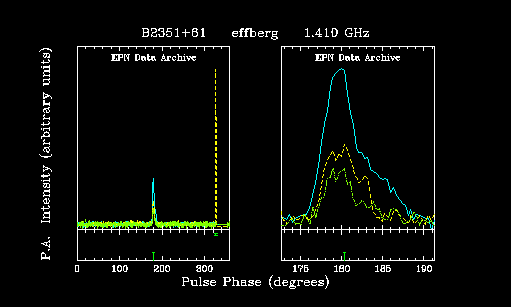 B2351+61 effberg 1.410 GHz
EPN Data Archive EPN Data Archive
P.A. Intensity (arbitrary units)
0 100 200 300 175 180 185 190
Pulse Phase (degrees)